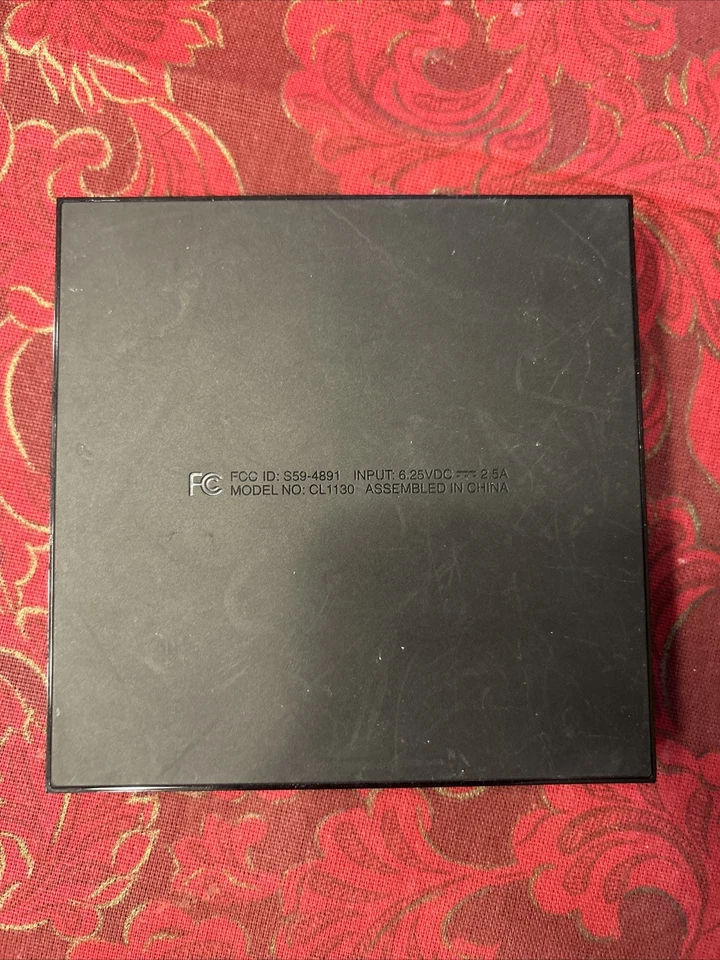 FC FCC ID: S59-4891 INPUT: 6.25VDC ⎓ 2.5A
MODEL NO: CL1130 ASSEMBLED IN CHINA